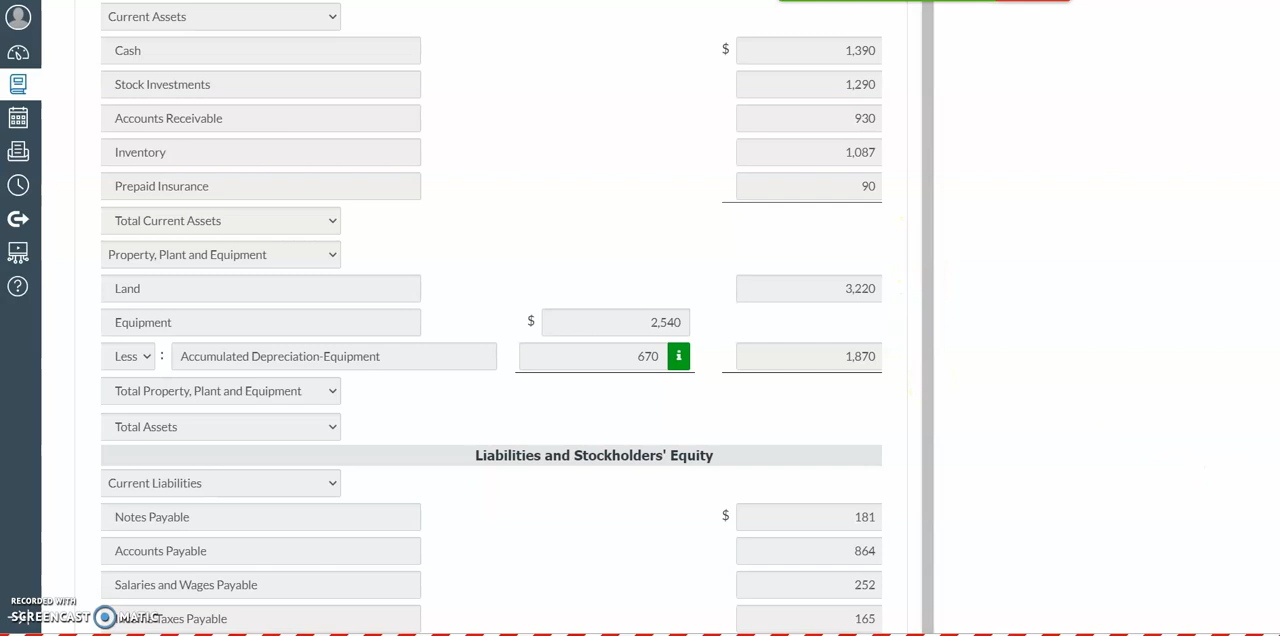 Current Assets
Cash $ 1,390
Stock Investments 1,290
Accounts Receivable 930
Inventory 1,087
Prepaid Insurance 90
Total Current Assets
Property, Plant and Equipment
Land 3,220
Equipment $ 2,540
Less : Accumulated Depreciation-Equipment 670 i 1,870
Total Property, Plant and Equipment
Total Assets
Liabilities and Stockholders' Equity
Current Liabilities
Notes Payable $ 181
Accounts Payable 864
Salaries and Wages Payable 252
Taxes Payable 165
RECORDED WITH
SCREENCAST MATIC